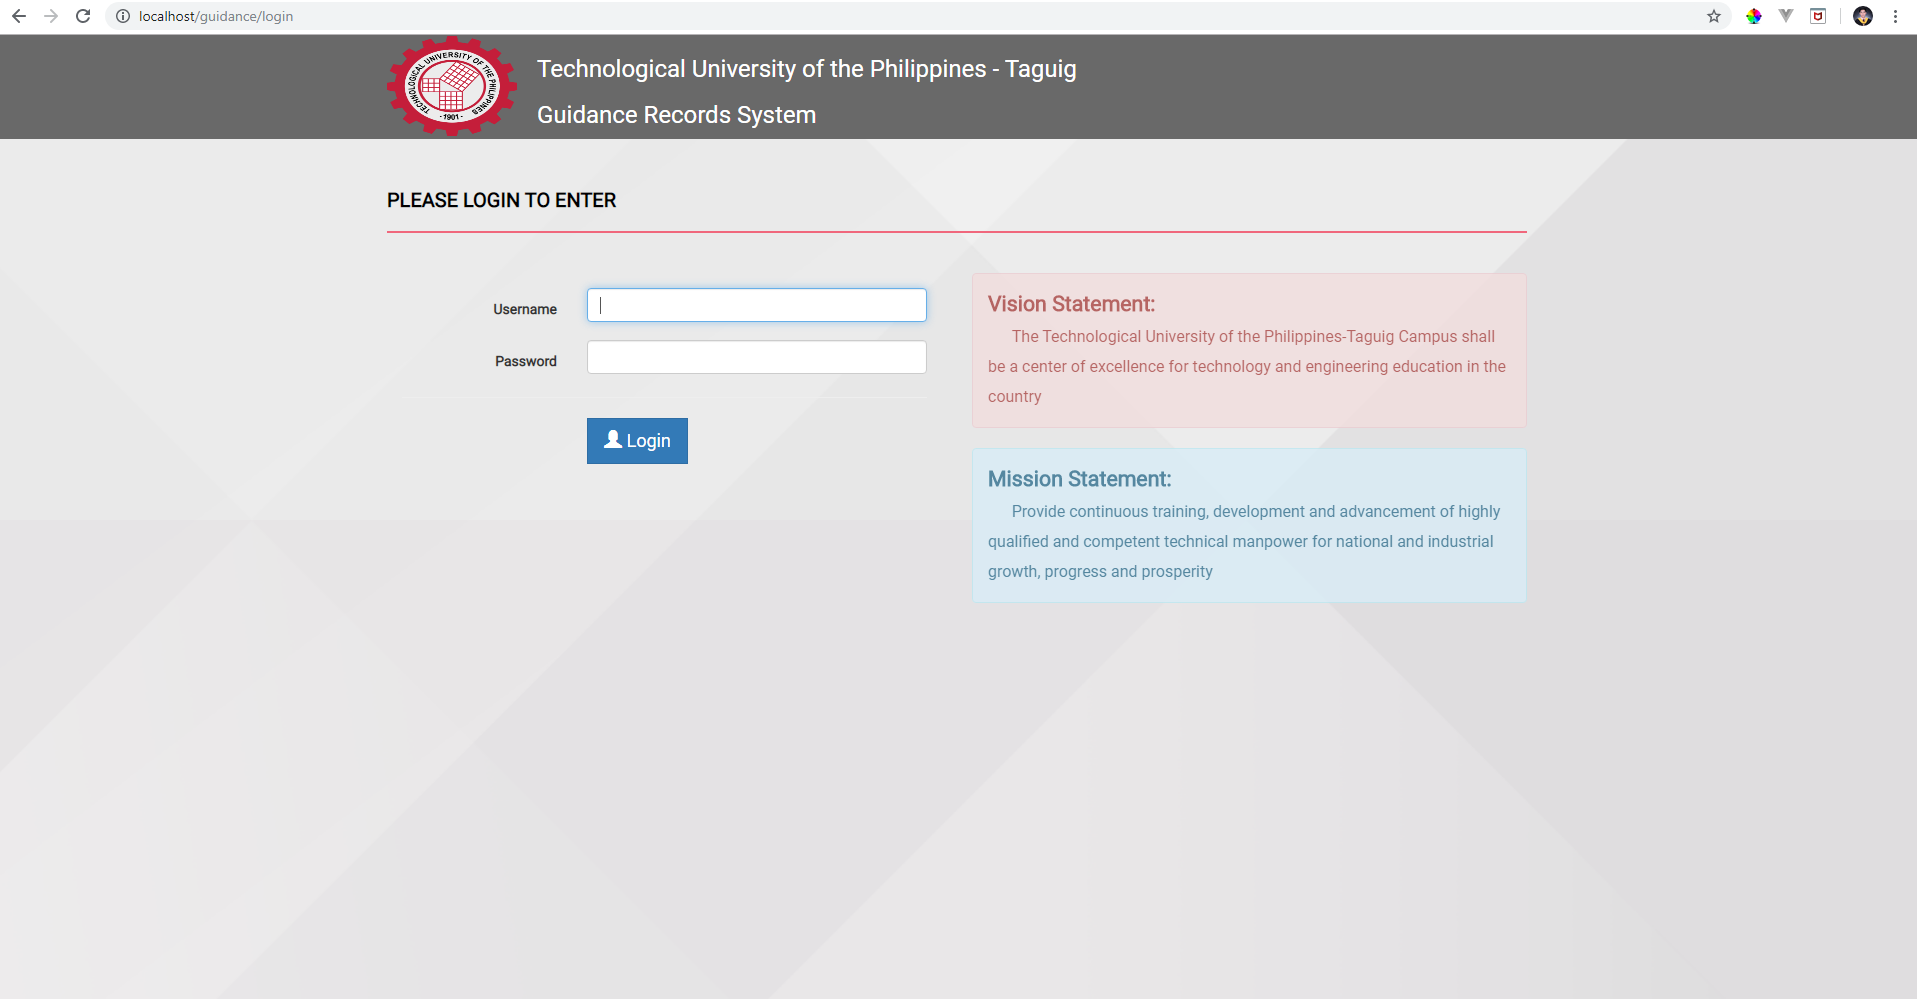 localhost/guidance/login
TECHNOLOGICAL UNIVERSITY OF THE PHILIPPINES
- 1901 -
Technological University of the Philippines - Taguig
Guidance Records System
PLEASE LOGIN TO ENTER
Username
Password
Login
Vision Statement:
The Technological University of the Philippines-Taguig Campus shall
be a center of excellence for technology and engineering education in the
country
Mission Statement:
Provide continuous training, development and advancement of highly
qualified and competent technical manpower for national and industrial
growth, progress and prosperity